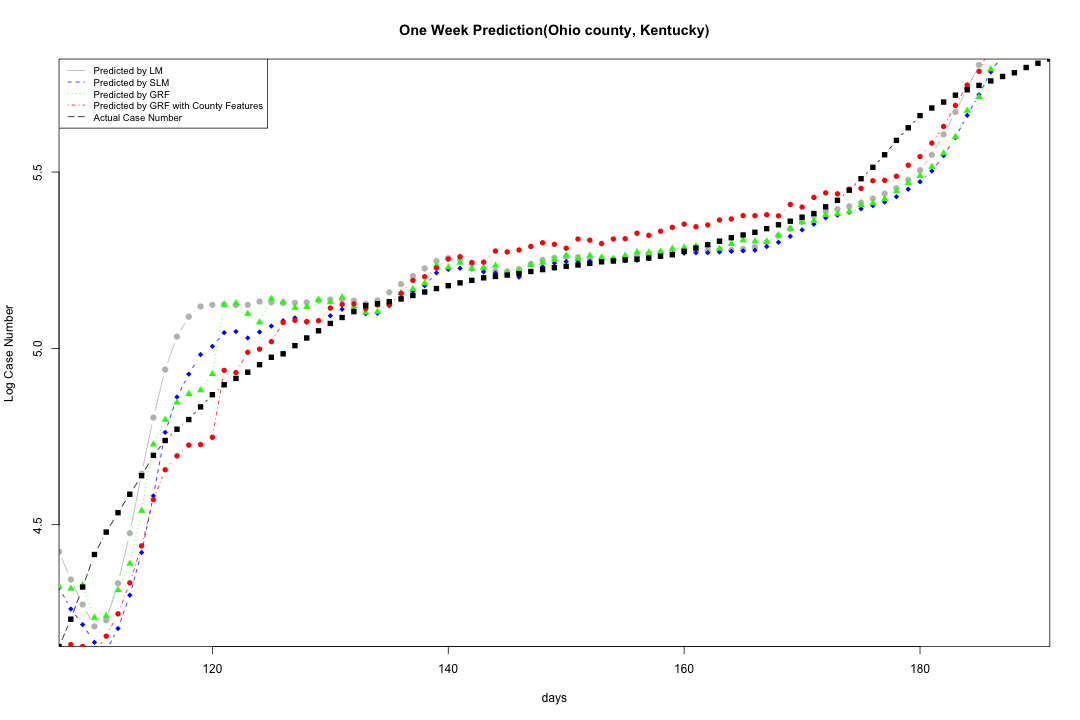 One Week Prediction(Ohio county, Kentucky)
Predicted by LM
Predicted by SLM
Predicted by GRF
Predicted by GRF with County Features
Actual Case Number
5.5
5.0
4.5
Log Case Number
120
140
160
180
days